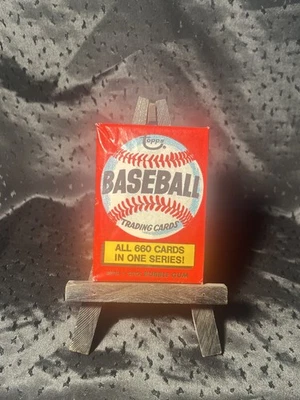 Topps
BASEBALL
TRADING CARDS
ALL 660 CARDS
IN ONE SERIES!